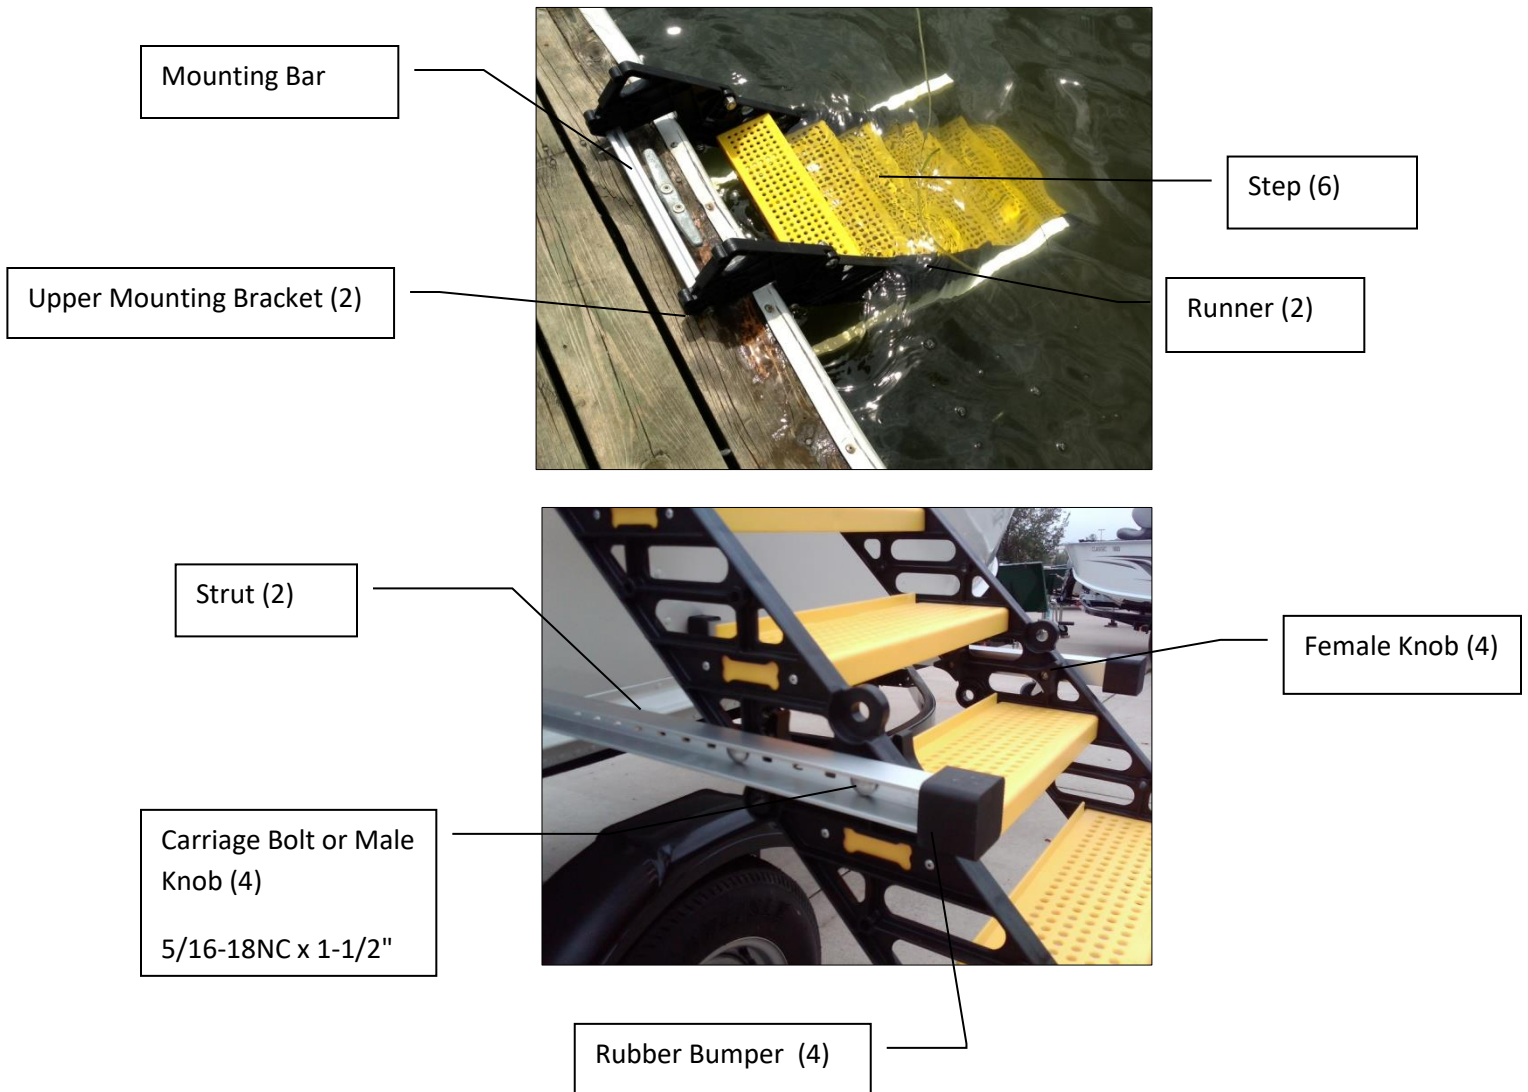 Mounting Bar
Step (6)
Upper Mounting Bracket (2)
Runner (2)
Strut (2)
Female Knob (4)
Carriage Bolt or Male
Knob (4)
5/16-18NC x 1-1/2"
Rubber Bumper (4)